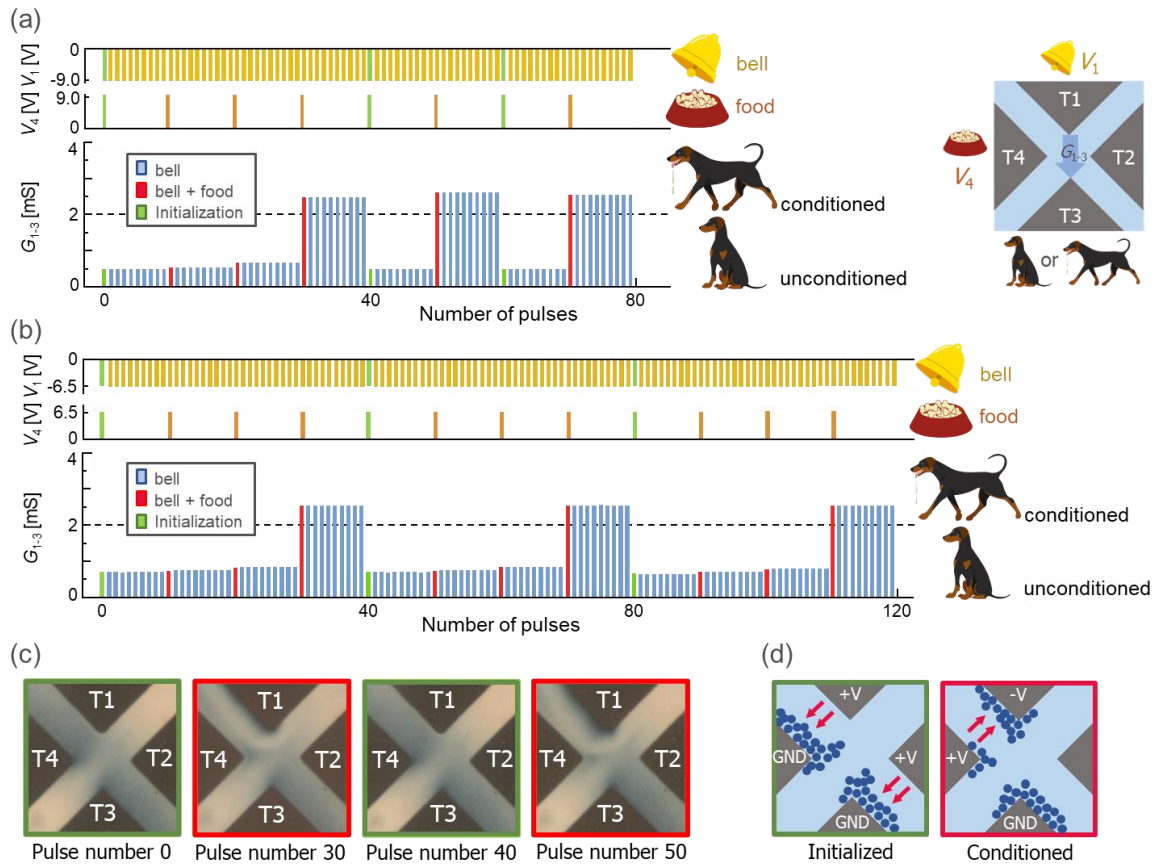 (a)
0
-9.0
V1 [V]
9.0
0
V4 [V]
bell
food
4
2
0
G1-3 [mS]
bell
bell + food
Initialization
conditioned
unconditioned
0
40
80
Number of pulses
V1
T1
T4
G1-3
T2
V4
T3
or
(b)
0
-6.5
V1 [V]
6.5
0
V4 [V]
bell
food
4
2
0
G1-3 [mS]
bell
bell + food
Initialization
conditioned
unconditioned
0
40
80
120
Number of pulses
(c)
T1
T4
T2
T3
Pulse number 0
T1
T4
T2
T3
Pulse number 30
T1
T4
T2
T3
Pulse number 40
T1
T4
T2
T3
Pulse number 50
(d)
+V
GND
+V
GND
Initialized
-V
+V
GND
Conditioned